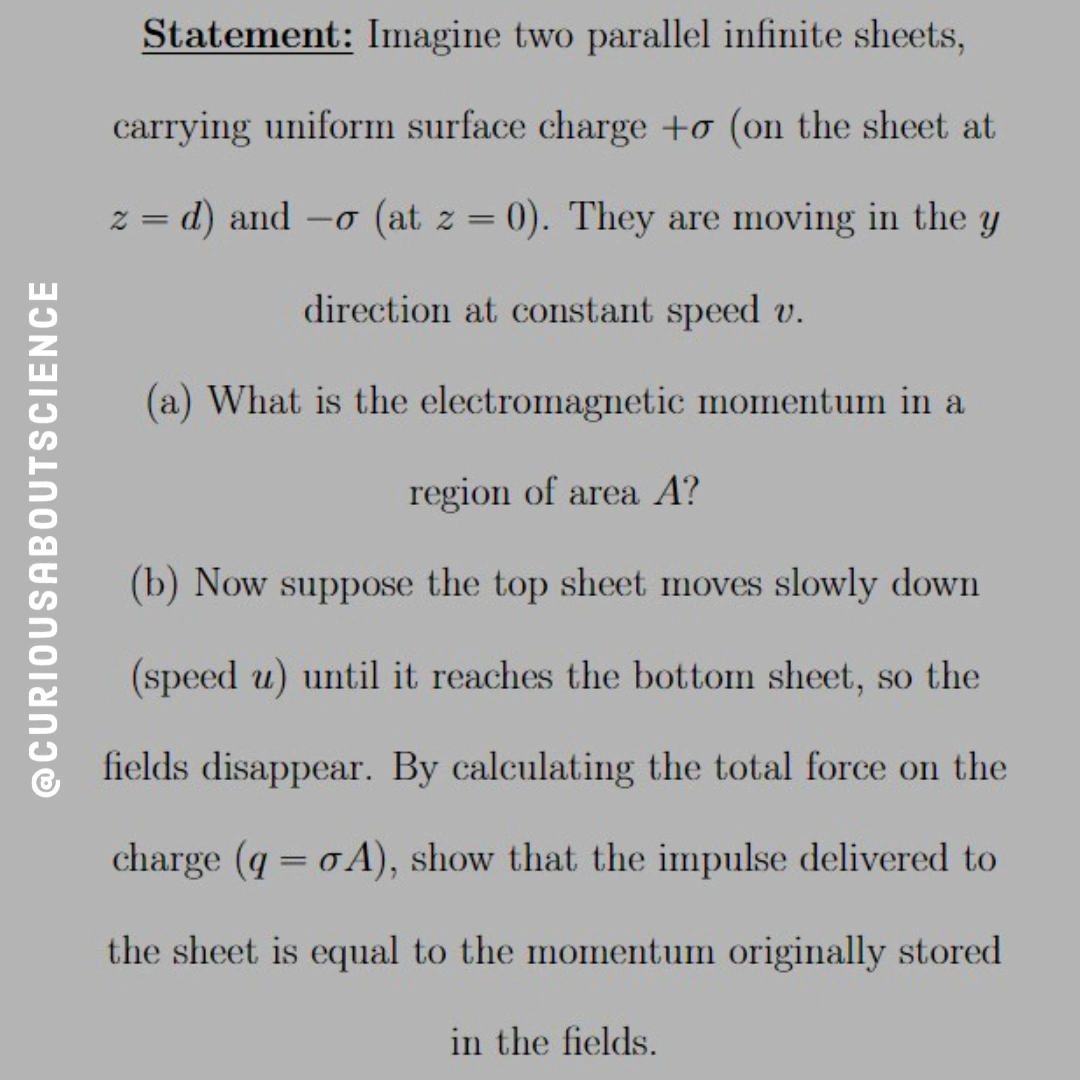 Statement: Imagine two parallel infinite sheets,
carrying uniform surface charge +σ (on the sheet at
z = d) and −σ (at z = 0). They are moving in the y
direction at constant speed v.
(a) What is the electromagnetic momentum in a
region of area A?
(b) Now suppose the top sheet moves slowly down
(speed u) until it reaches the bottom sheet, so the
fields disappear. By calculating the total force on the
charge (q = σA), show that the impulse delivered to
the sheet is equal to the momentum originally stored
in the fields.
@CURIOUSABOUTSCIENCE